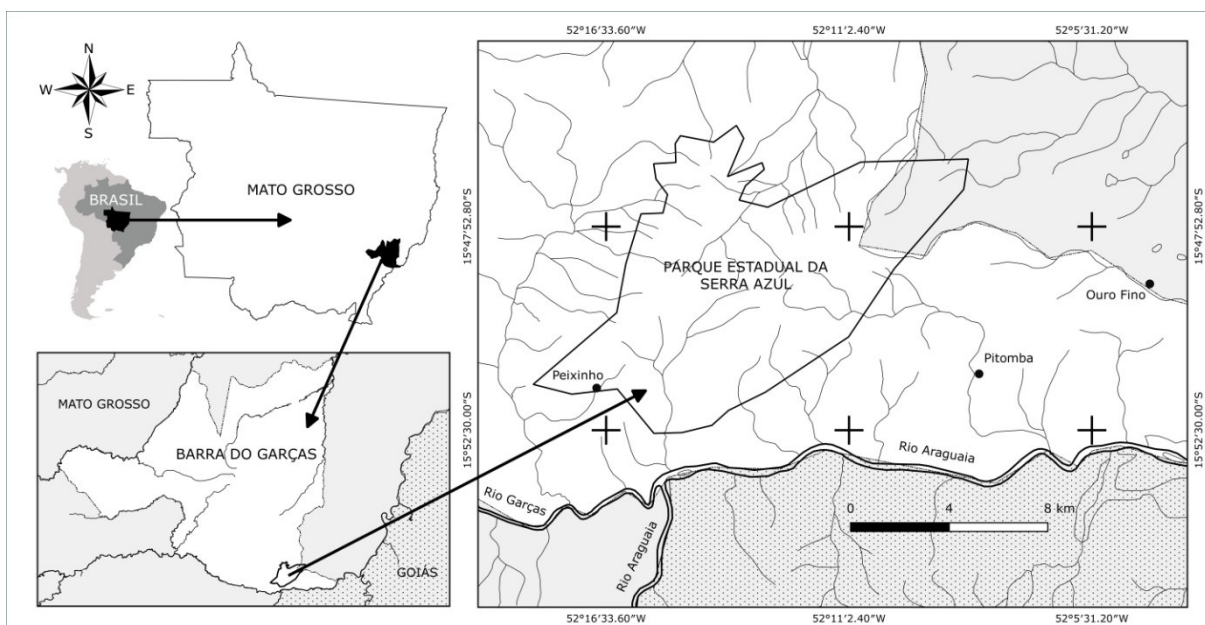 N
W E
S
BRASIL
MATO GROSSO
MATO GROSSO
BARRA DO GARÇAS
GOIÁS
52°16'33.60"W 52°11'2.40"W 52°5'31.20"W
15°47'52.80"S
15°52'30.00"S
PARQUE ESTADUAL DA
SERRA AZUL
Ouro Fino
Peixinho
Pitomba
Rio Araguaia
Rio Garças
Rio Araguaia
0 4 8 km
15°47'52.80"S
15°52'30.00"S
52°16'33.60"W 52°11'2.40"W 52°5'31.20"W